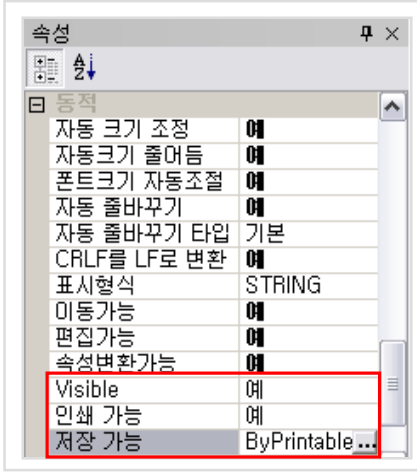 속성
동적
자동 크기 조정 예
자동크기 줄어듬 예
폰트크기 자동조절 예
자동 줄바꾸기 예
자동 줄바꾸기 타입 기본
CRLF를 LF로 변환 예
표시형식 STRING
이동가능 예
편집가능 예
속성변환가능 예
Visible 예
인쇄 가능 예
저장 가능 ByPrintable ...